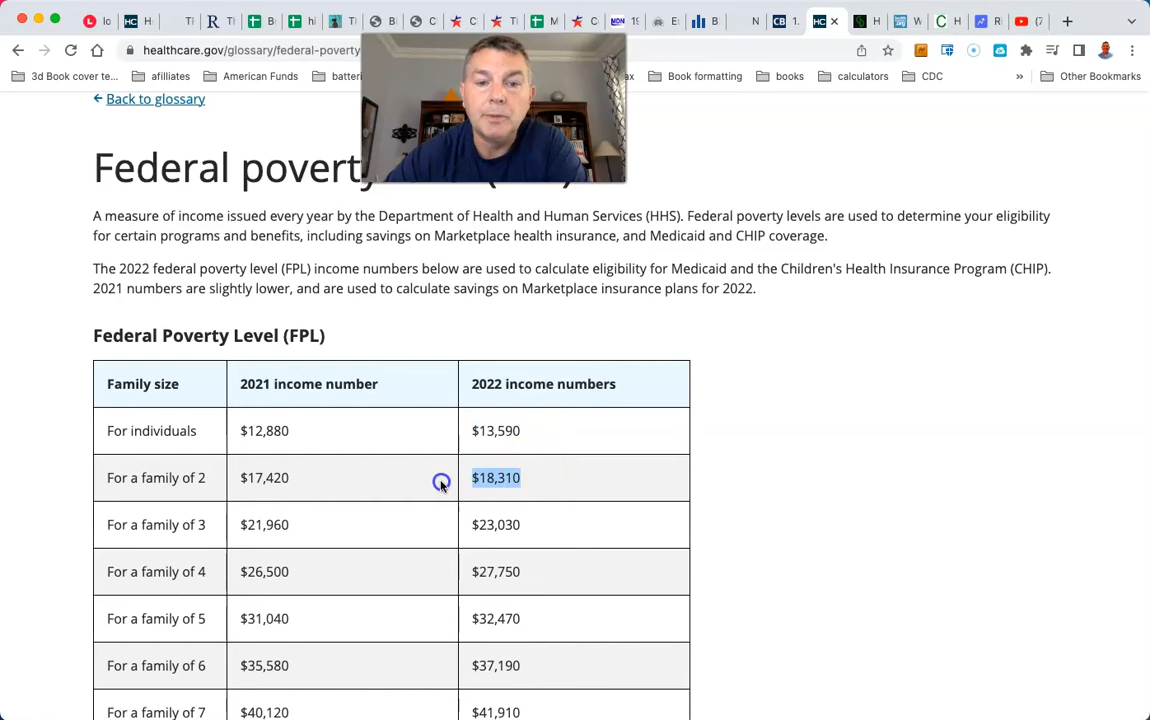 healthcare.gov/glossary/federal-poverty
3d Book cover te... afiliates American Funds batteri ax Book formatting books calculators CDC » Other Bookmarks
← Back to glossary
Federal povert
A measure of income issued every year by the Department of Health and Human Services (HHS). Federal poverty levels are used to determine your eligibility
for certain programs and benefits, including savings on Marketplace health insurance, and Medicaid and CHIP coverage.
The 2022 federal poverty level (FPL) income numbers below are used to calculate eligibility for Medicaid and the Children's Health Insurance Program (CHIP).
2021 numbers are slightly lower, and are used to calculate savings on Marketplace insurance plans for 2022.
Federal Poverty Level (FPL)
Family size 2021 income number 2022 income numbers
For individuals $12,880 $13,590
For a family of 2 $17,420 $18,310
For a family of 3 $21,960 $23,030
For a family of 4 $26,500 $27,750
For a family of 5 $31,040 $32,470
For a family of 6 $35,580 $37,190
For a family of 7 $40,120 $41,910